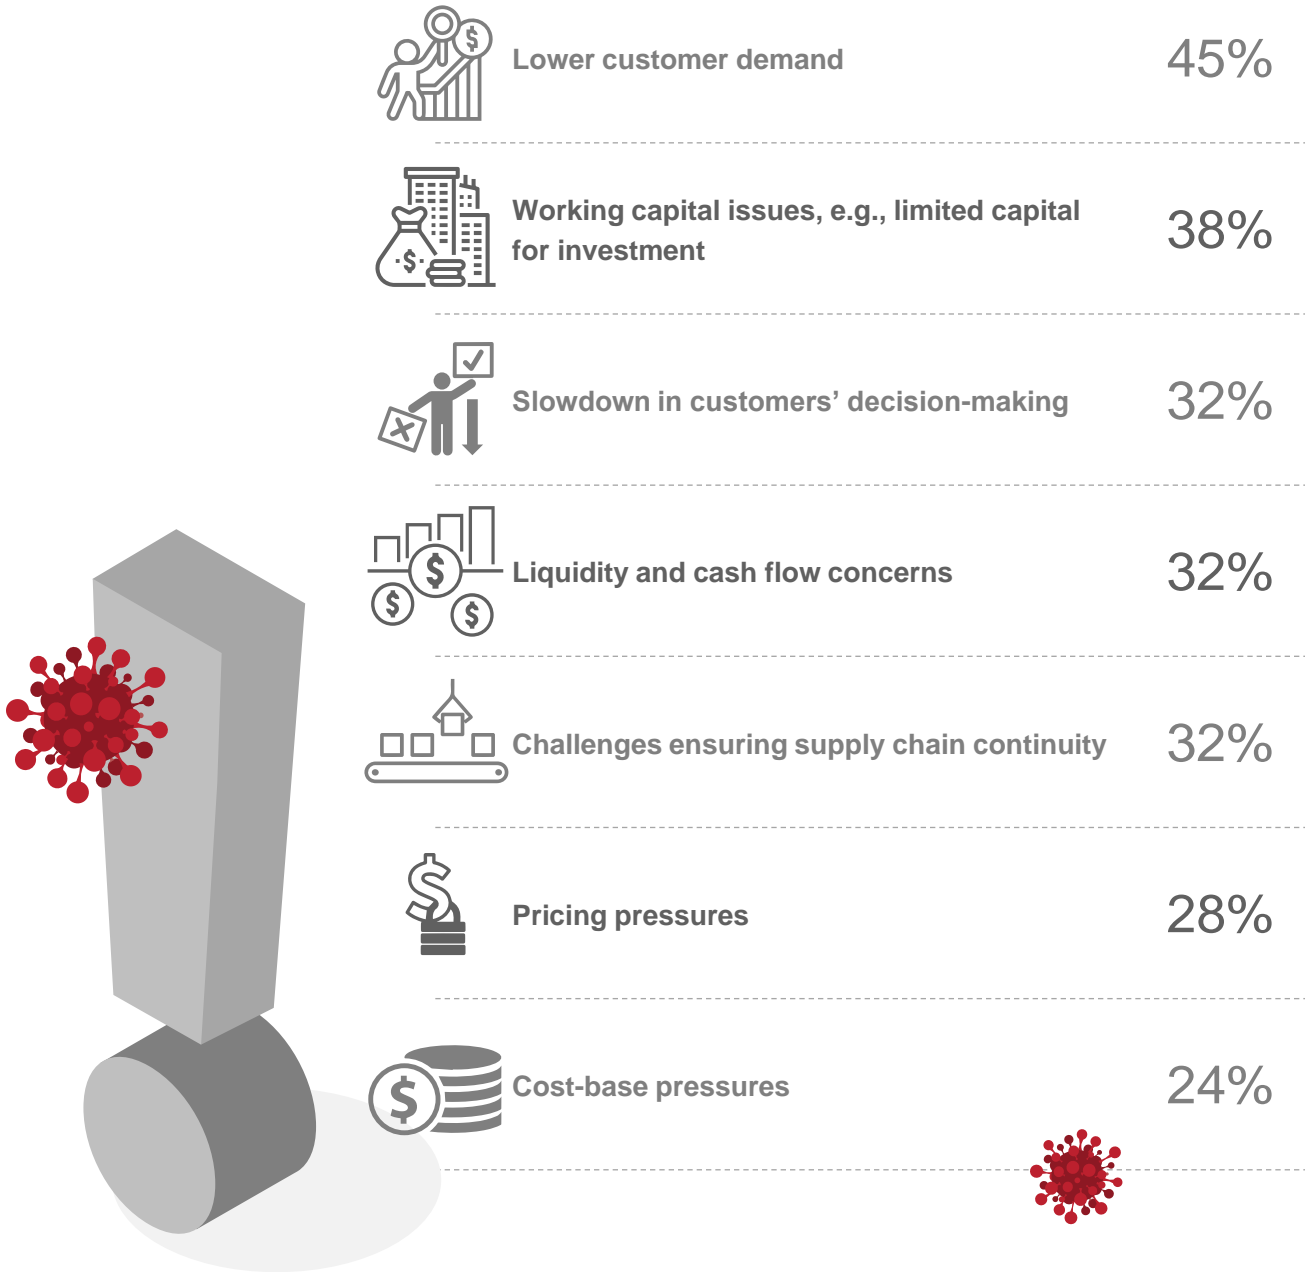 Lower customer demand 45%
Working capital issues, e.g., limited capital
for investment 38%
Slowdown in customers’ decision-making 32%
$ Liquidity and cash flow concerns 32%
$ $
Challenges ensuring supply chain continuity 32%
$ Pricing pressures 28%
$ Cost-base pressures 24%